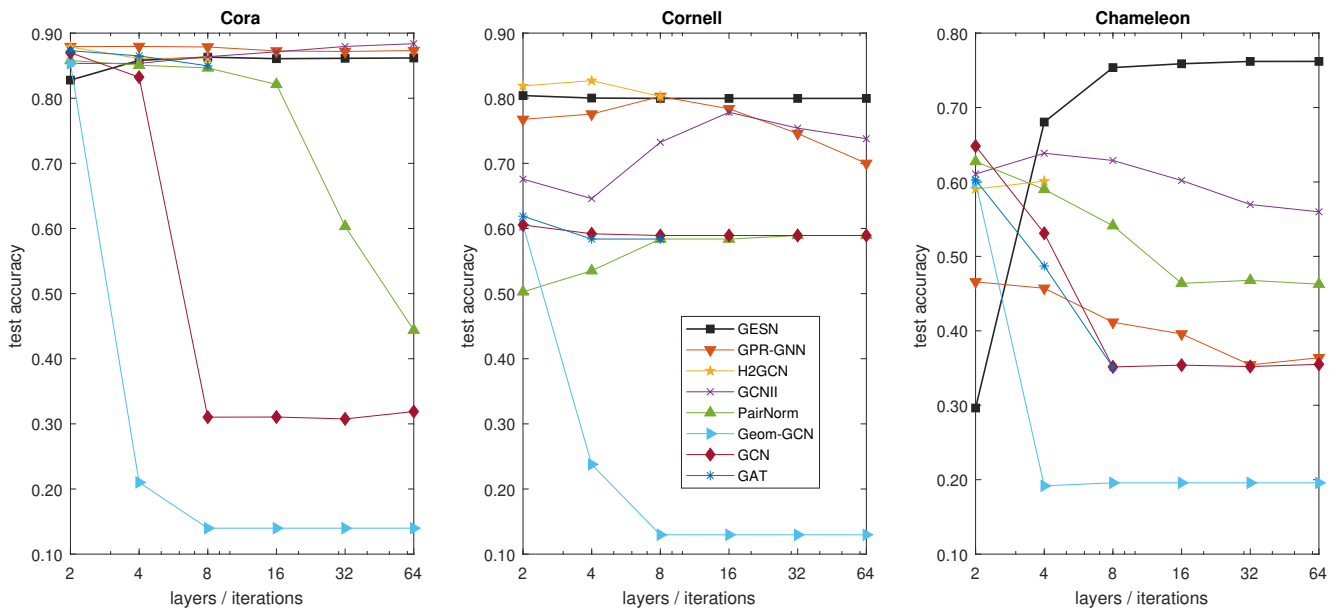 Cora
0.90
0.80
0.70
0.60
0.50
0.40
0.30
0.20
0.10
test accuracy
2 4 8 16 32 64
layers / iterations
Cornell
0.90
0.80
0.70
0.60
0.50
0.40
0.30
0.20
0.10
test accuracy
GESN
GPR-GNN
H2GCN
GCNII
PairNorm
Geom-GCN
GCN
GAT
2 4 8 16 32 64
layers / iterations
Chameleon
0.80
0.70
0.60
0.50
0.40
0.30
0.20
0.10
test accuracy
2 4 8 16 32 64
layers / iterations